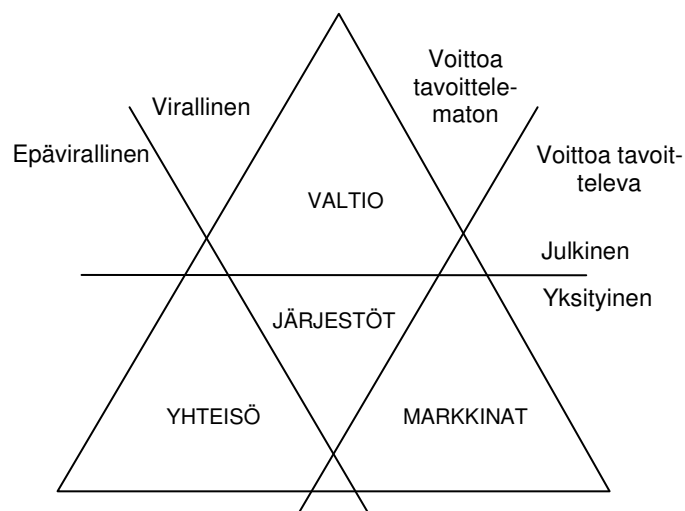 Voittoa
tavoittele-
maton
Virallinen
Epävirallinen
Voittoa tavoit-
televa
VALTIO
Julkinen
Yksityinen
JÄRJESTÖT
YHTEISÖ
MARKKINAT